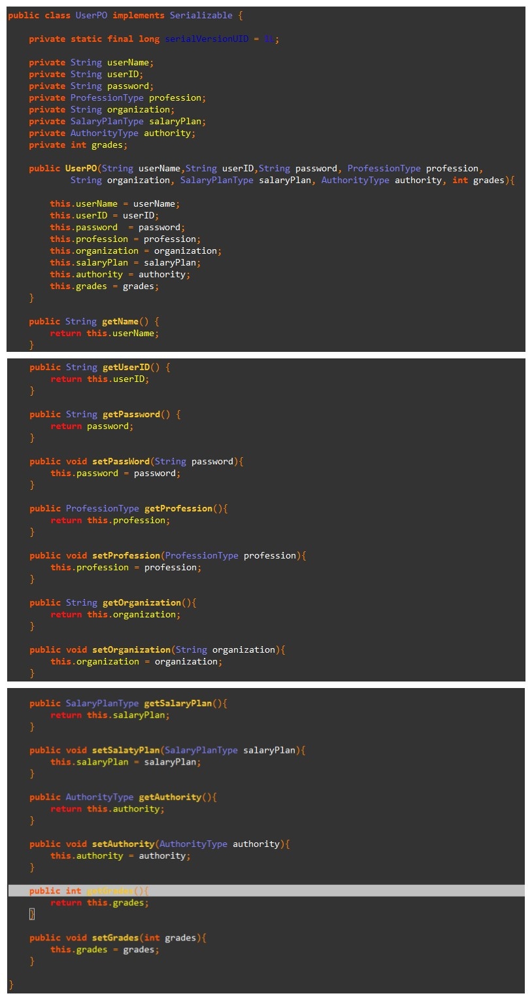 public class UserPO implements Serializable {
private static final long serialVersionUID = 1L;
private String userName;
private String userID;
private String password;
private ProfessionType profession;
private String organization;
private SalaryPlanType salaryPlan;
private AuthorityType authority;
private int grades;
public UserPO(String userName,String userID,String password, ProfessionType profession,
String organization, SalaryPlanType salaryPlan, AuthorityType authority, int grades){
this.userName = userName;
this.userID = userID;
this.password  = password;
this.profession = profession;
this.organization = organization;
this.salaryPlan = salaryPlan;
this.authority = authority;
this.grades = grades;
}
public String getName() {
return this.userName;
}
public String getUserID() {
return this.userID;
}
public String getPassword() {
return password;
}
public void setPassWord(String password){
this.password = password;
}
public ProfessionType getProfession(){
return this.profession;
}
public void setProfession(ProfessionType profession){
this.profession = profession;
}
public String getOrganization(){
return this.organization;
}
public void setOrganization(String organization){
this.organization = organization;
}
public SalaryPlanType getSalaryPlan(){
return this.salaryPlan;
}
public void setSalatyPlan(SalaryPlanType salaryPlan){
this.salaryPlan = salaryPlan;
}
public AuthorityType getAuthority(){
return this.authority;
}
public void setAuthority(AuthorityType authority){
this.authority = authority;
}
public int getGrades(){
return this.grades;
}
public void setGrades(int grades){
this.grades = grades;
}
}